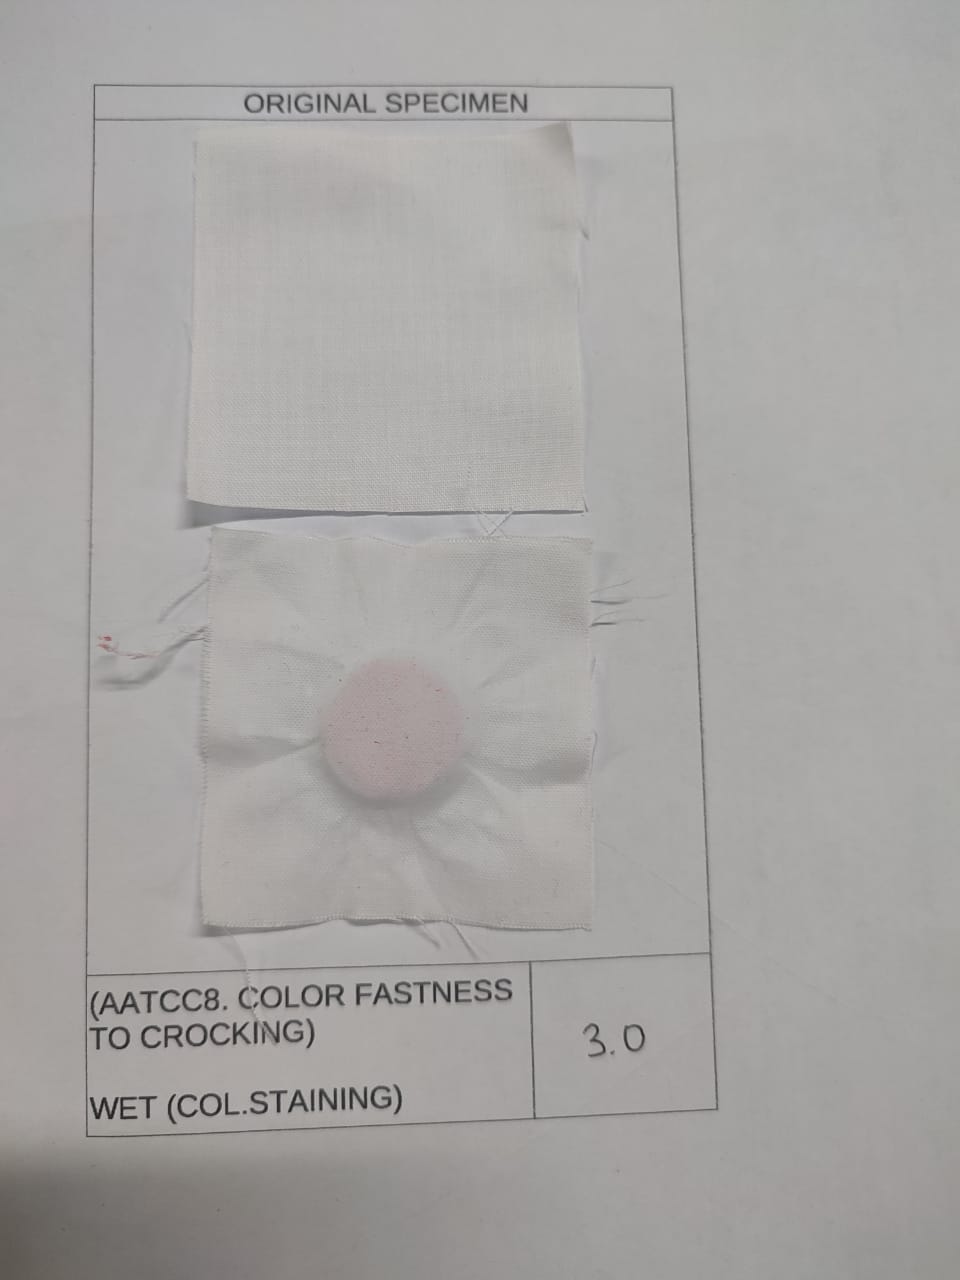 ORIGINAL SPECIMEN
(AATCC8. COLOR FASTNESS
TO CROCKING)
3.0
WET (COL.STAINING)